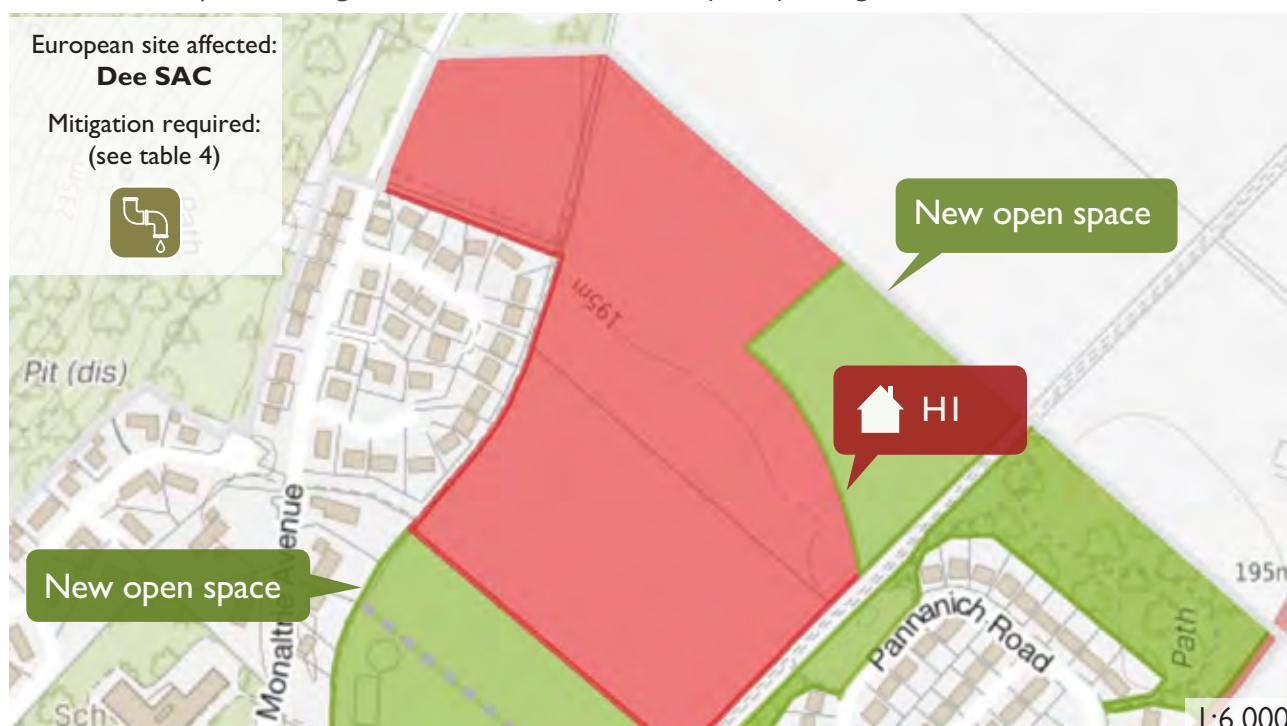 European site affected:
Dee SAC
Mitigation required:
(see table 4)
New open space
H1
195m
Pit (dis)
New open space
Monaltrie Avenue
Pannanich Road
Path
195m
Sch
1:6,000